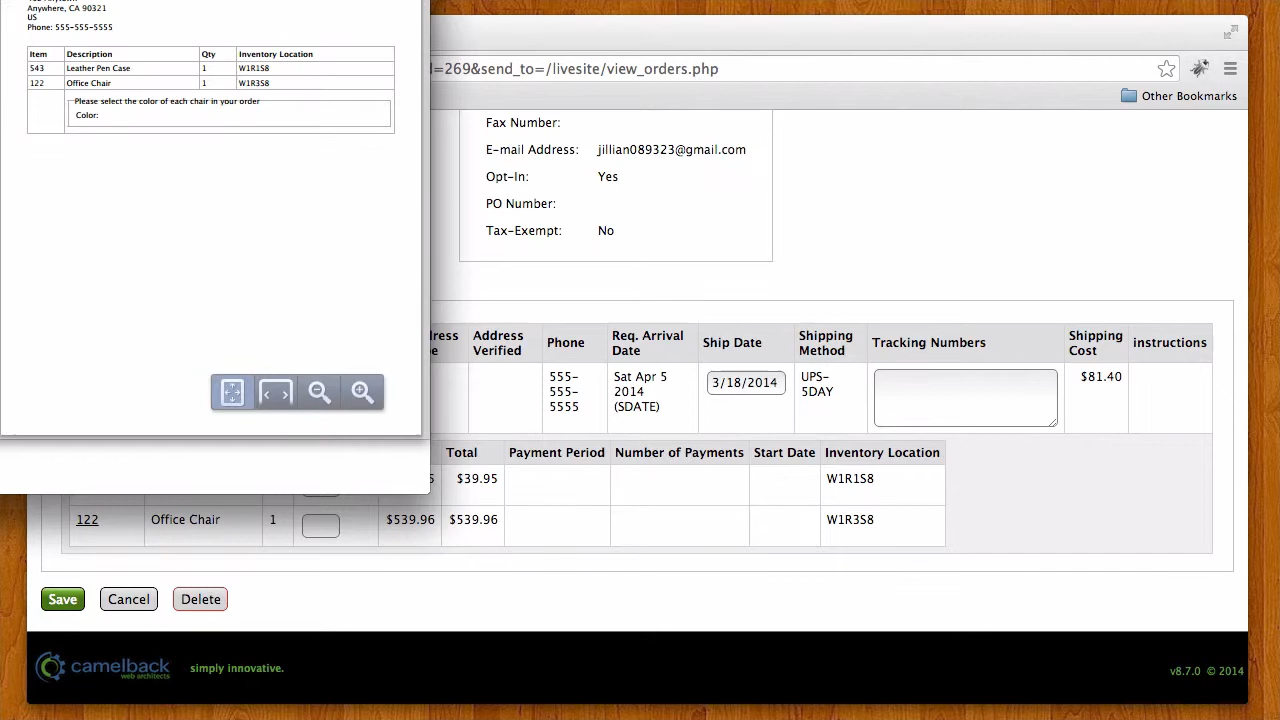 Anywhere, CA 90321
US
Phone: 555-555-5555
Item Description Qty Inventory Location
543 Leather Pen Case 1 W1R1S8
122 Office Chair 1 W1R3S8
Please select the color of each chair in your order
Color:
=269&send_to=/livesite/view_orders.php
Other Bookmarks
Fax Number:
E-mail Address: jillian089323@gmail.com
Opt-In: Yes
PO Number:
Tax-Exempt: No
Address Verified Phone Req. Arrival Date Ship Date Shipping Method Tracking Numbers Shipping Cost instructions
555-555-5555 Sat Apr 5 2014 (SDATE) 3/18/2014 UPS-5DAY $81.40
Total Payment Period Number of Payments Start Date Inventory Location
$39.95 W1R1S8
122 Office Chair 1 $539.96 $539.96 W1R3S8
Save Cancel Delete
camelback
web architects
simply innovative.
v8.7.0 © 2014